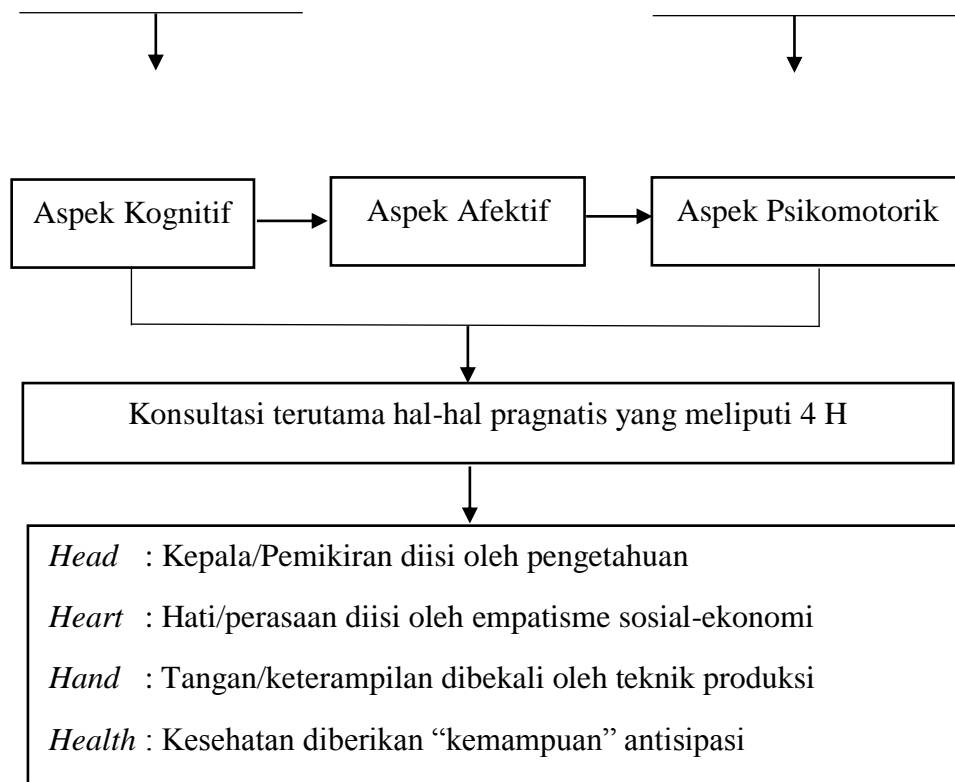 Aspek Kognitif
Aspek Afektif
Aspek Psikomotorik
Konsultasi terutama hal-hal pragnatis yang meliputi 4 H
Head : Kepala/Pemikiran diisi oleh pengetahuan
Heart : Hati/perasaan diisi oleh empatisme sosial-ekonomi
Hand : Tangan/keterampilan dibekali oleh teknik produksi
Health : Kesehatan diberikan “kemampuan” antisipasi